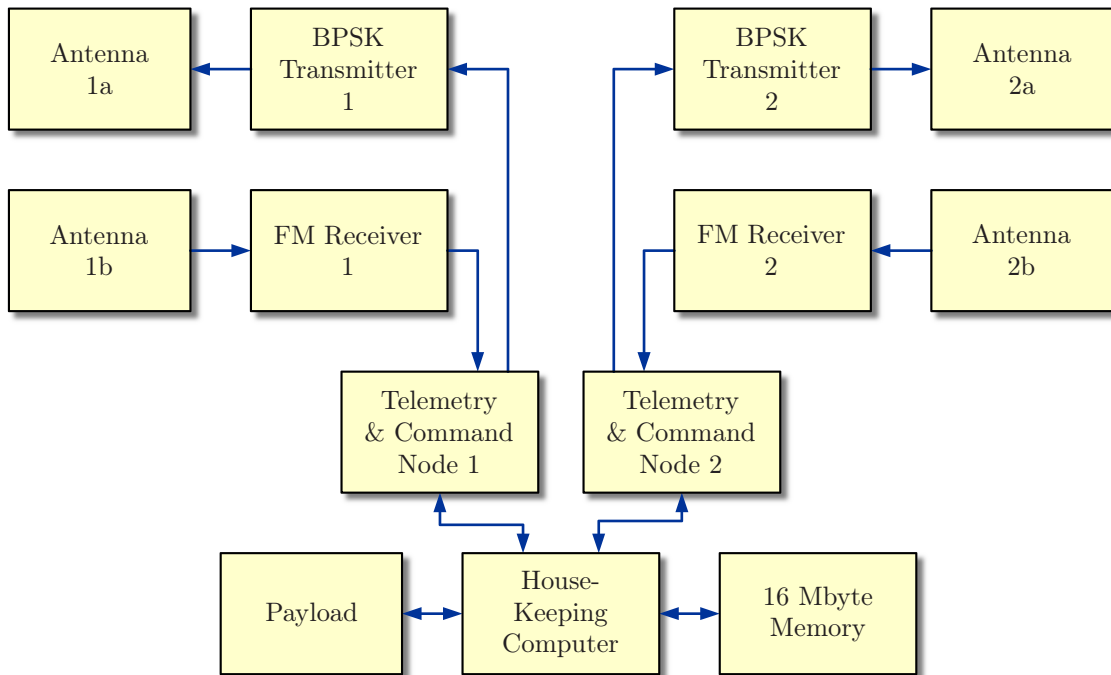 Antenna
1a
BPSK
Transmitter
1
BPSK
Transmitter
2
Antenna
2a
Antenna
1b
FM Receiver
1
FM Receiver
2
Antenna
2b
Telemetry
& Command
Node 1
Telemetry
& Command
Node 2
Payload
House-
Keeping
Computer
16 Mbyte
Memory